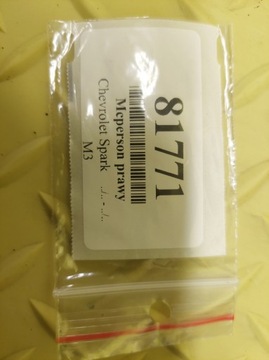 81771
Mcperson prawy
Chevrolet Spark ../.. - ../..
M3